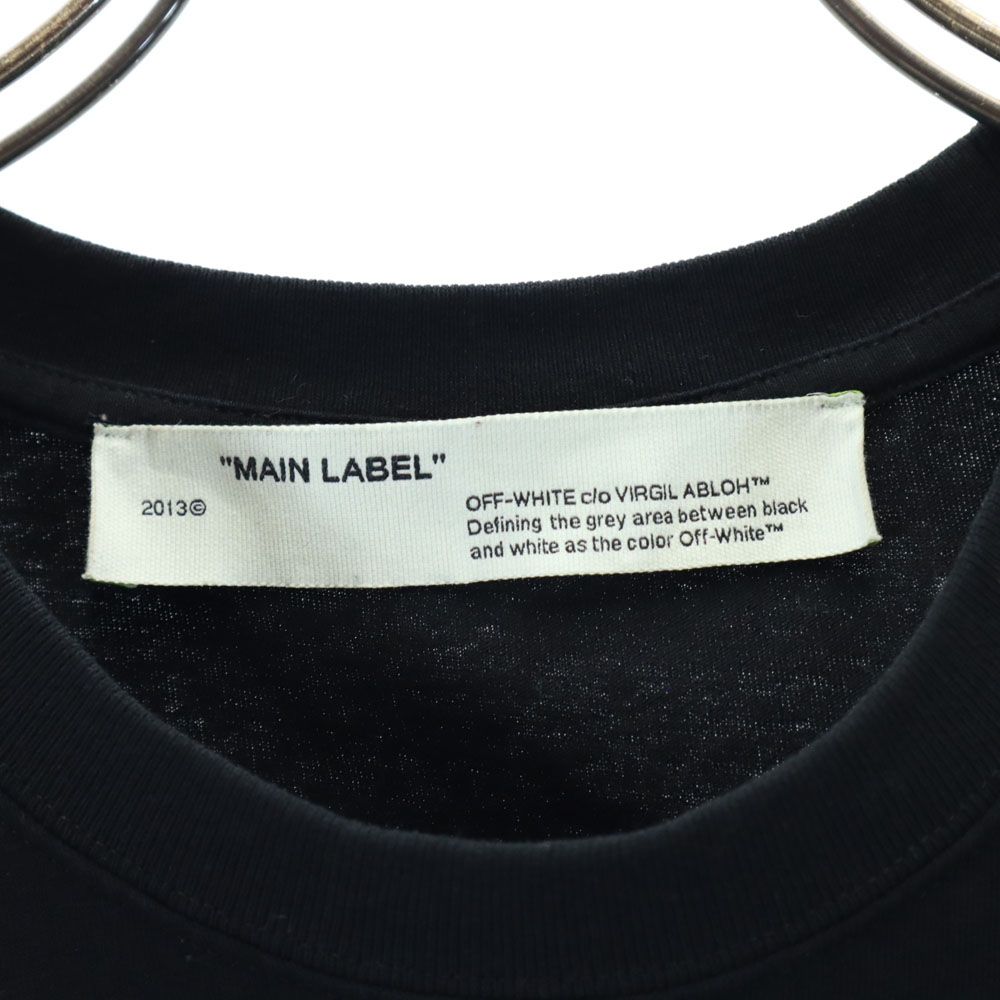 "MAIN LABEL"
2013©
OFF-WHITE c/o VIRGIL ABLOH™
Defining the grey area between black
and white as the color Off-White™